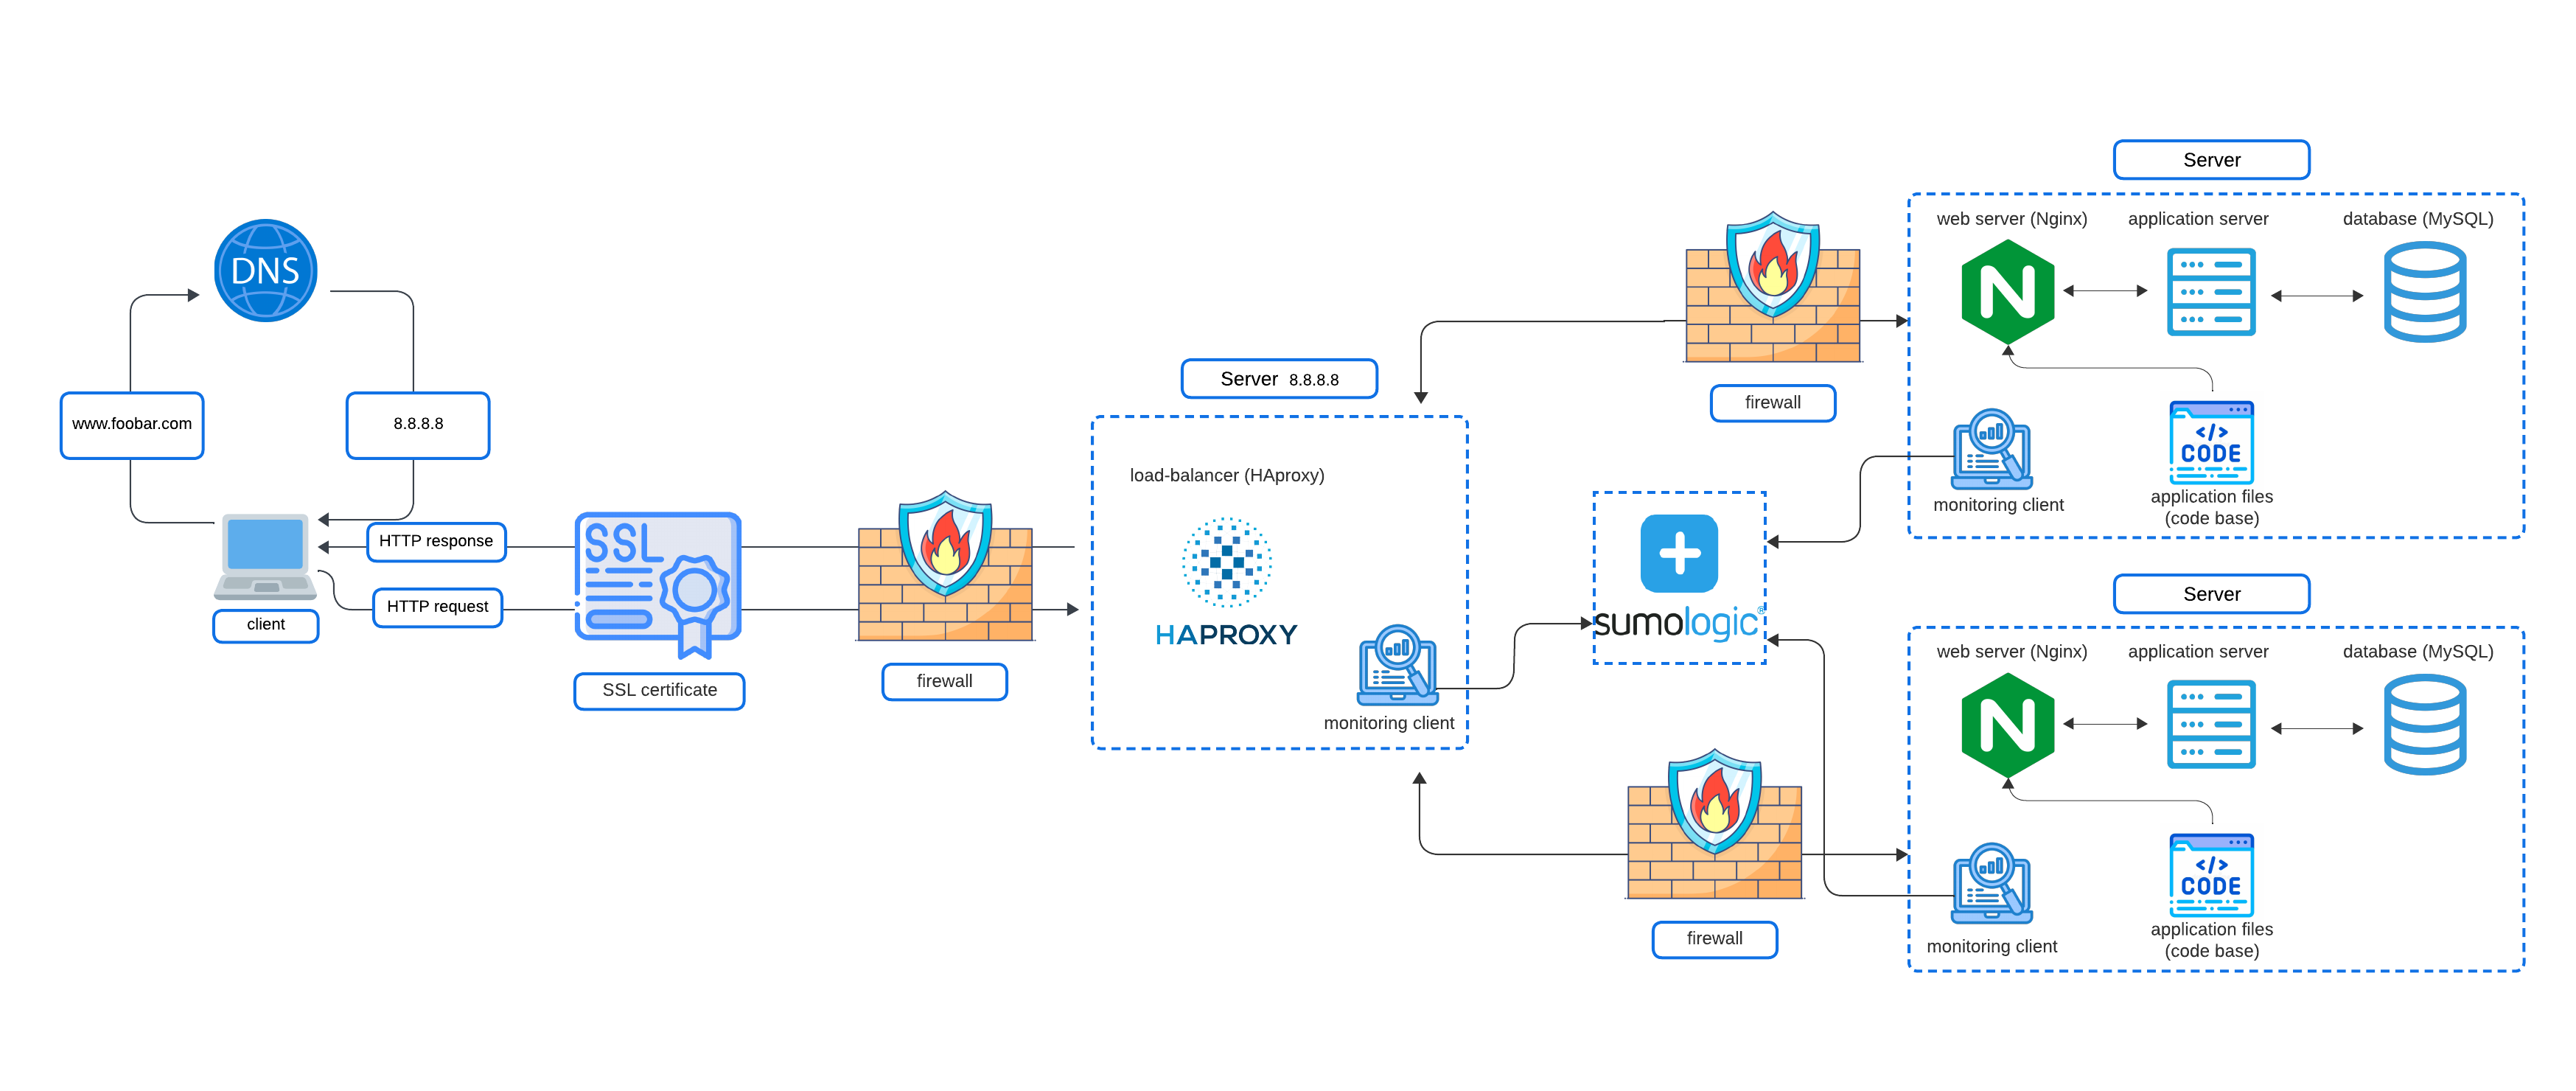 DNS
www.foobar.com
8.8.8.8
HTTP response
HTTP request
client
SSL
SSL certificate
firewall
Server 8.8.8.8
load-balancer (HAproxy)
HAPROXY
monitoring client
sumologic®
firewall
firewall
Server
web server (Nginx)
application server
database (MySQL)
N
monitoring client
</>
CODE
application files
(code base)
Server
web server (Nginx)
application server
database (MySQL)
N
monitoring client
</>
CODE
application files
(code base)